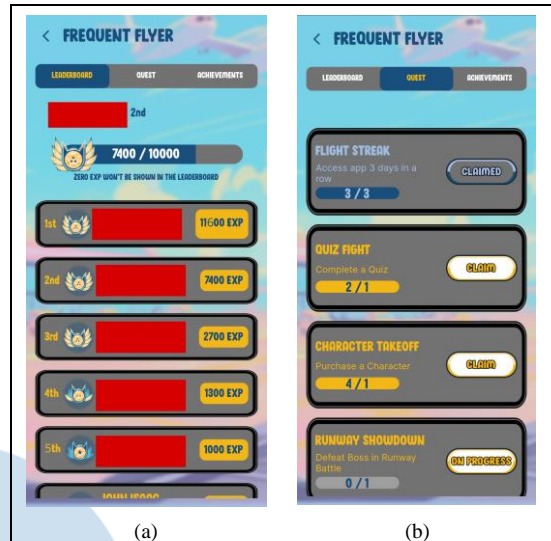 FREQUENT FLYER
LEADERBOARD QUEST ACHIEVEMENTS
2nd
7400 / 10000
ZERO EXP WON'T BE SHOWN IN THE LEADERBOARD
1st 11600 EXP
2nd 7400 EXP
3rd 2700 EXP
4th 1300 EXP
5th 1000 EXP
JOHN ISAAC
(a)
FREQUENT FLYER
LEADERBOARD QUEST ACHIEVEMENTS
FLIGHT STREAK
Access app 3 days in a
row
3 / 3
CLAIMED
QUIZ FIGHT
Complete a Quiz
2 / 1
CLAIM
CHARACTER TAKEOFF
Purchase a Character
4 / 1
CLAIM
RUNWAY SHOWDOWN
Defeat Boss in Runway
Battle
0 / 1
ON PROGRESS
(b)